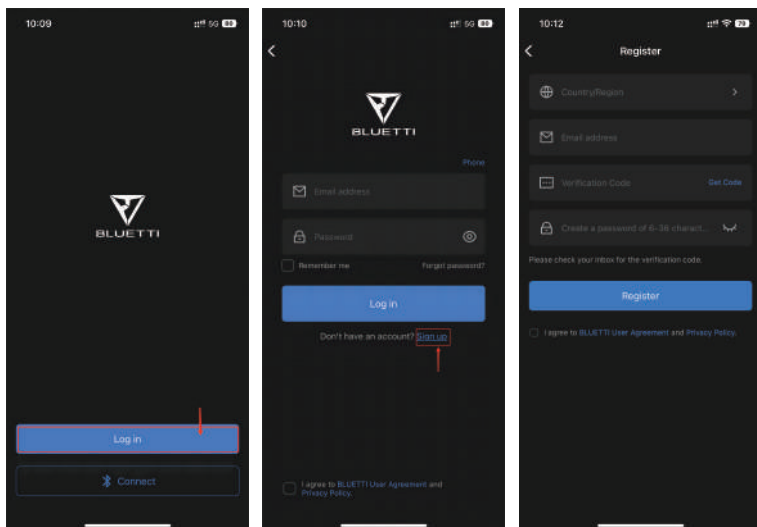 10:09
5G 80
BLUETTI
Log in
Connect
10:10
5G 80
BLUETTI
Phone
Email address
Password
Remember me
Forgot password?
Log in
Don't have an account? Sign up
I agree to BLUETTI User Agreement and
Privacy Policy.
10:12
79
Register
Country/Region
Email address
Verification Code
Get Code
Create a password of 6-36 charact...
Please check your inbox for the verification code.
Register
I agree to BLUETTI User Agreement and Privacy Policy.